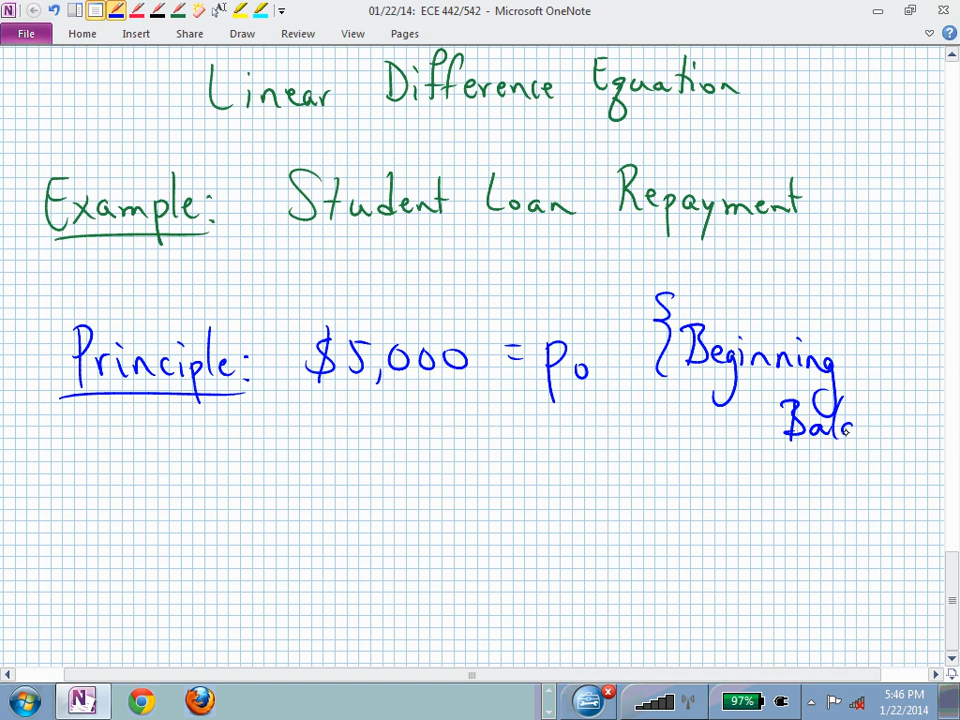 01/22/14: ECE 442/542 - Microsoft OneNote
File Home Insert Share Draw Review View Pages
Linear Difference Equation
Example: Student Loan Repayment
Principle: $5,000 = p₀ { Beginning
Bala
97% 5:46 PM
1/22/2014